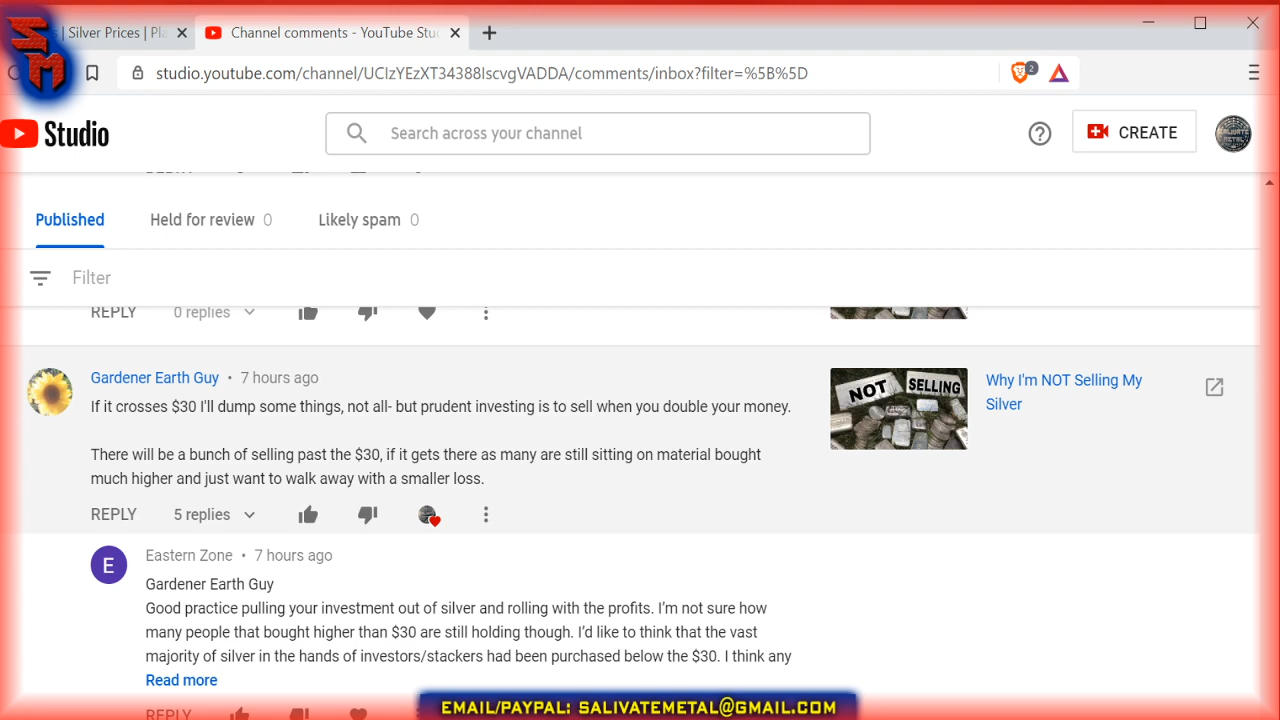 SM
| Silver Prices | Pla
Channel comments - YouTube Stu
studio.youtube.com/channel/UCIzYEzXT34388IscvgVADDA/comments/inbox?filter=%5B%5D
2
Studio
Search across your channel
CREATE
SALIVATE
METAL
Published
Held for review 0
Likely spam 0
Filter
REPLY 0 replies
Gardener Earth Guy • 7 hours ago
If it crosses $30 I'll dump some things, not all- but prudent investing is to sell when you double your money.
There will be a bunch of selling past the $30, if it gets there as many are still sitting on material bought
much higher and just want to walk away with a smaller loss.
REPLY 5 replies
NOT SELLING
Why I'm NOT Selling My
Silver
E
Eastern Zone • 7 hours ago
Gardener Earth Guy
Good practice pulling your investment out of silver and rolling with the profits. I’m not sure how
many people that bought higher than $30 are still holding though. I’d like to think that the vast
majority of silver in the hands of investors/stackers had been purchased below the $30. I think any
Read more
REPLY
EMAIL/PAYPAL: SALIVATEMETAL@GMAIL.COM